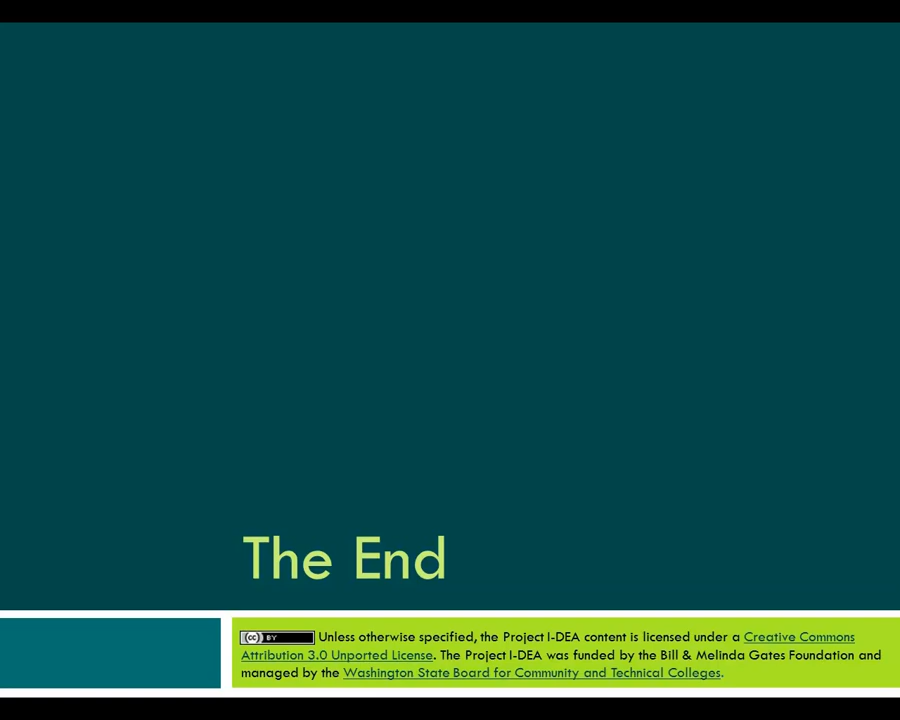 The End
(cc) BY Unless otherwise specified, the Project I-DEA content is licensed under a Creative Commons
Attribution 3.0 Unported License. The Project I-DEA was funded by the Bill & Melinda Gates Foundation and
managed by the Washington State Board for Community and Technical Colleges.